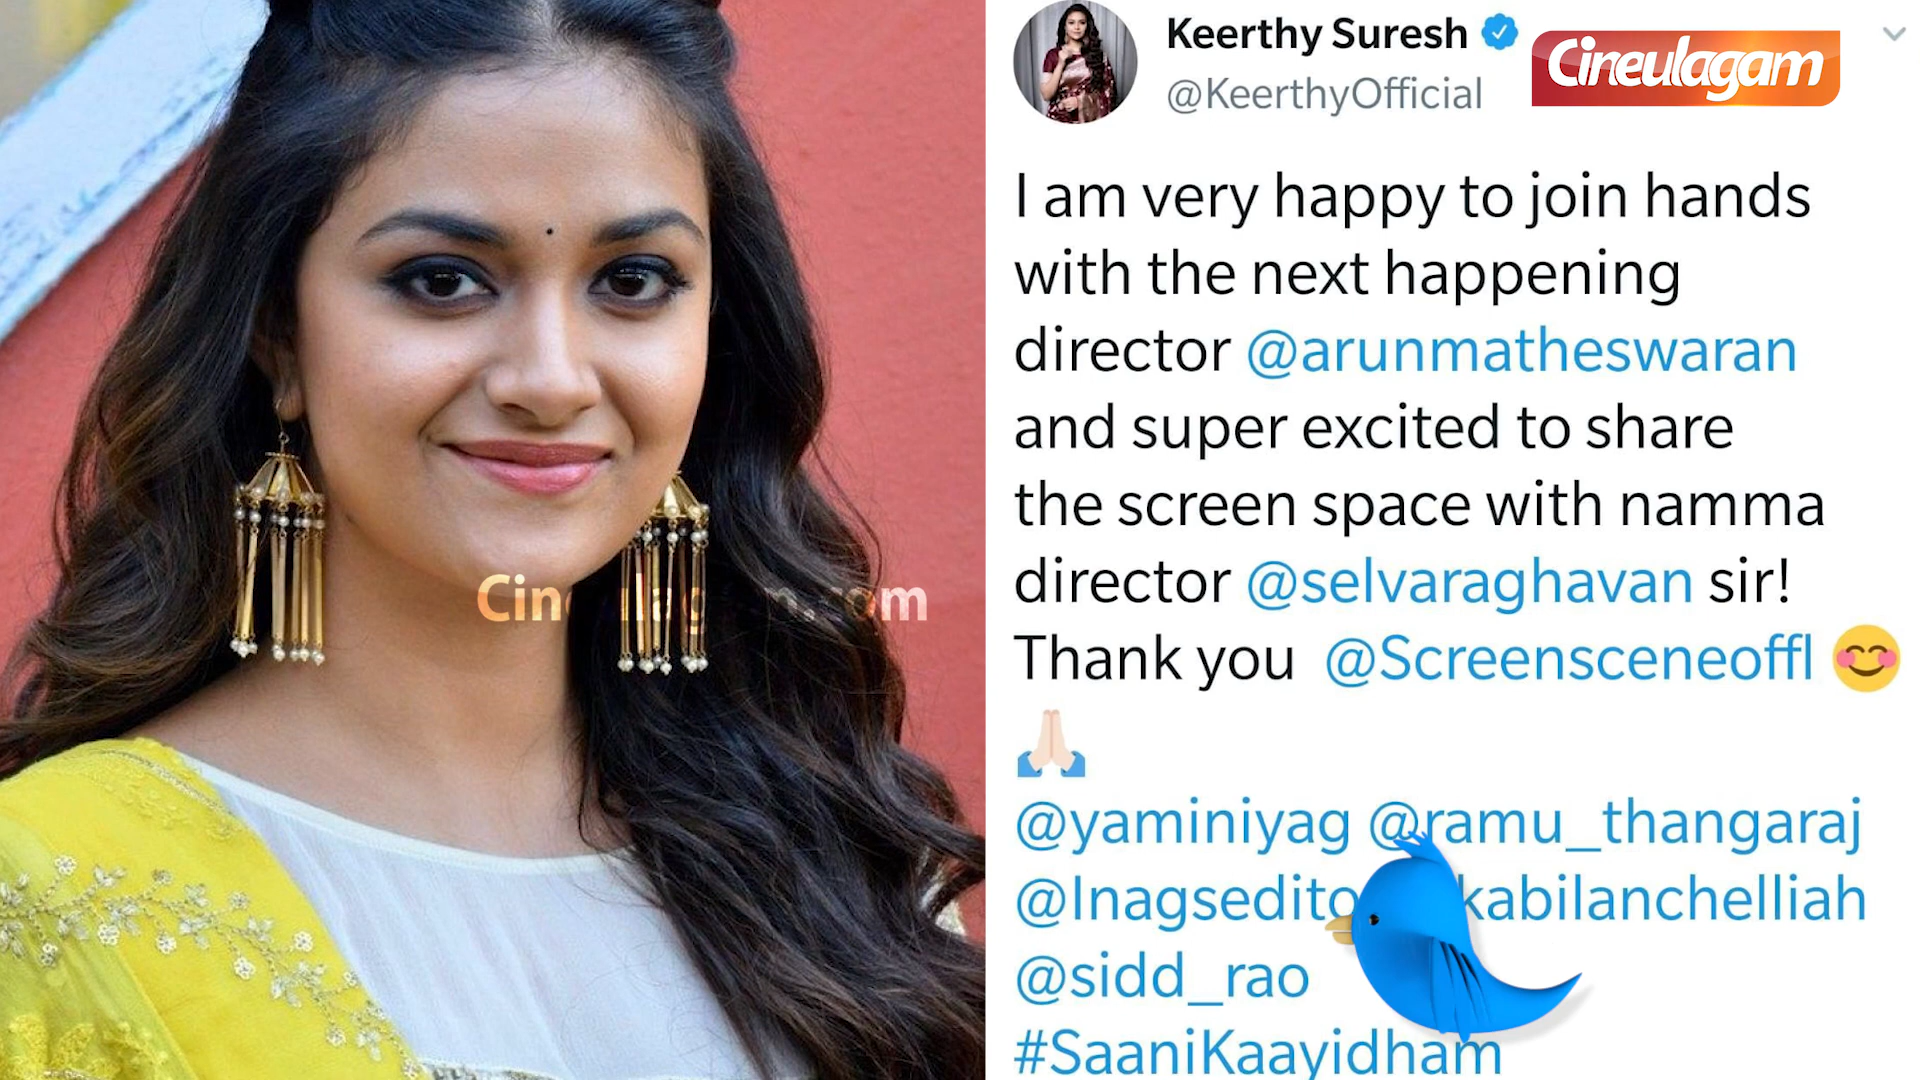 Keerthy Suresh
@KeerthyOfficial
Cineulagam
I am very happy to join hands
with the next happening
director @arunmatheswaran
and super excited to share
the screen space with namma
director @selvaraghavan sir!
Thank you @Screensceneoffl 😊
🙏🏻
@yaminiyag @ramu_thangaraj
@Inagsedito kabilanchelliah
@sidd_rao
#SaaniKaayidham